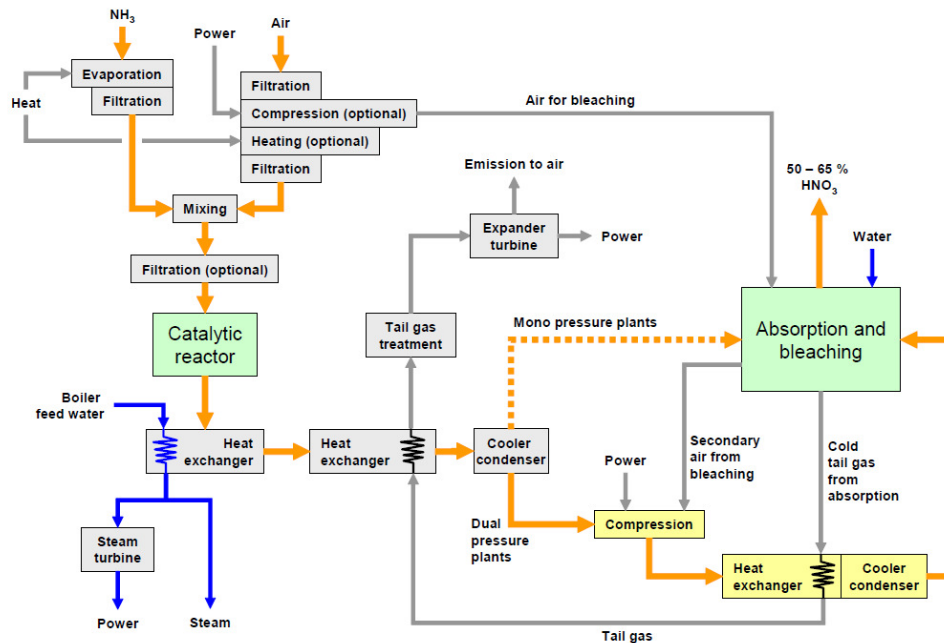 NH3
Air
Power
Evaporation
Filtration
Heat
Filtration
Compression (optional)
Heating (optional)
Filtration
Air for bleaching
Mixing
Filtration (optional)
Catalytic
reactor
Emission to air
Expander
turbine
Power
50 – 65 %
HNO3
Water
Tail gas
treatment
Mono pressure plants
Absorption and
bleaching
Boiler
feed water
Heat
exchanger
Heat
exchanger
Cooler
condenser
Secondary
air from
bleaching
Cold
tail gas
from
absorption
Power
Dual
pressure
plants
Compression
Steam
turbine
Heat
exchanger
Cooler
condenser
Power
Steam
Tail gas